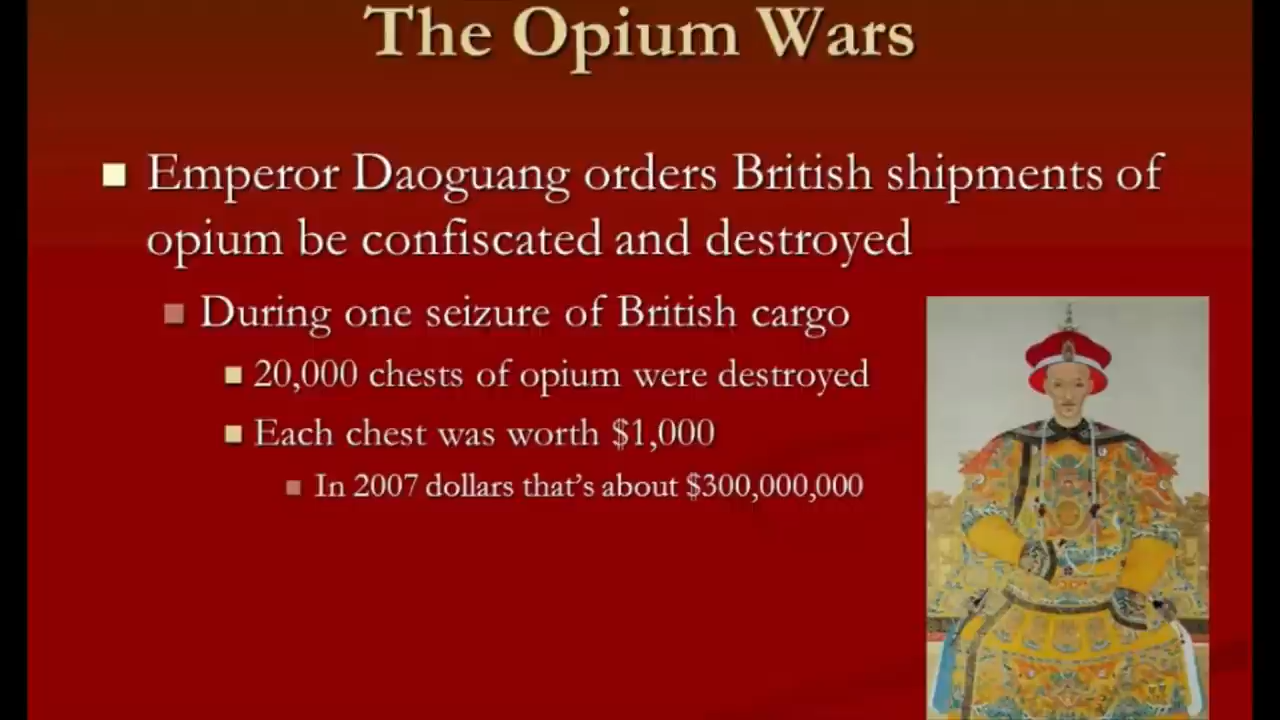 The Opium Wars
Emperor Daoguang orders British shipments of
opium be confiscated and destroyed
During one seizure of British cargo
20,000 chests of opium were destroyed
Each chest was worth $1,000
In 2007 dollars that's about $300,000,000